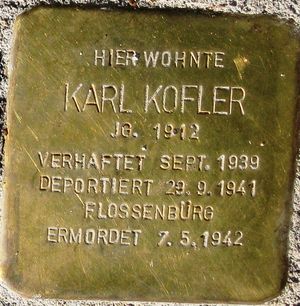 HIER WOHNTE
KARL KOFLER
JG. 1912
VERHAFTET SEPT. 1939
DEPORTIERT 29.9.1941
FLOSSENBÜRG
ERMORDET 7.5.1942